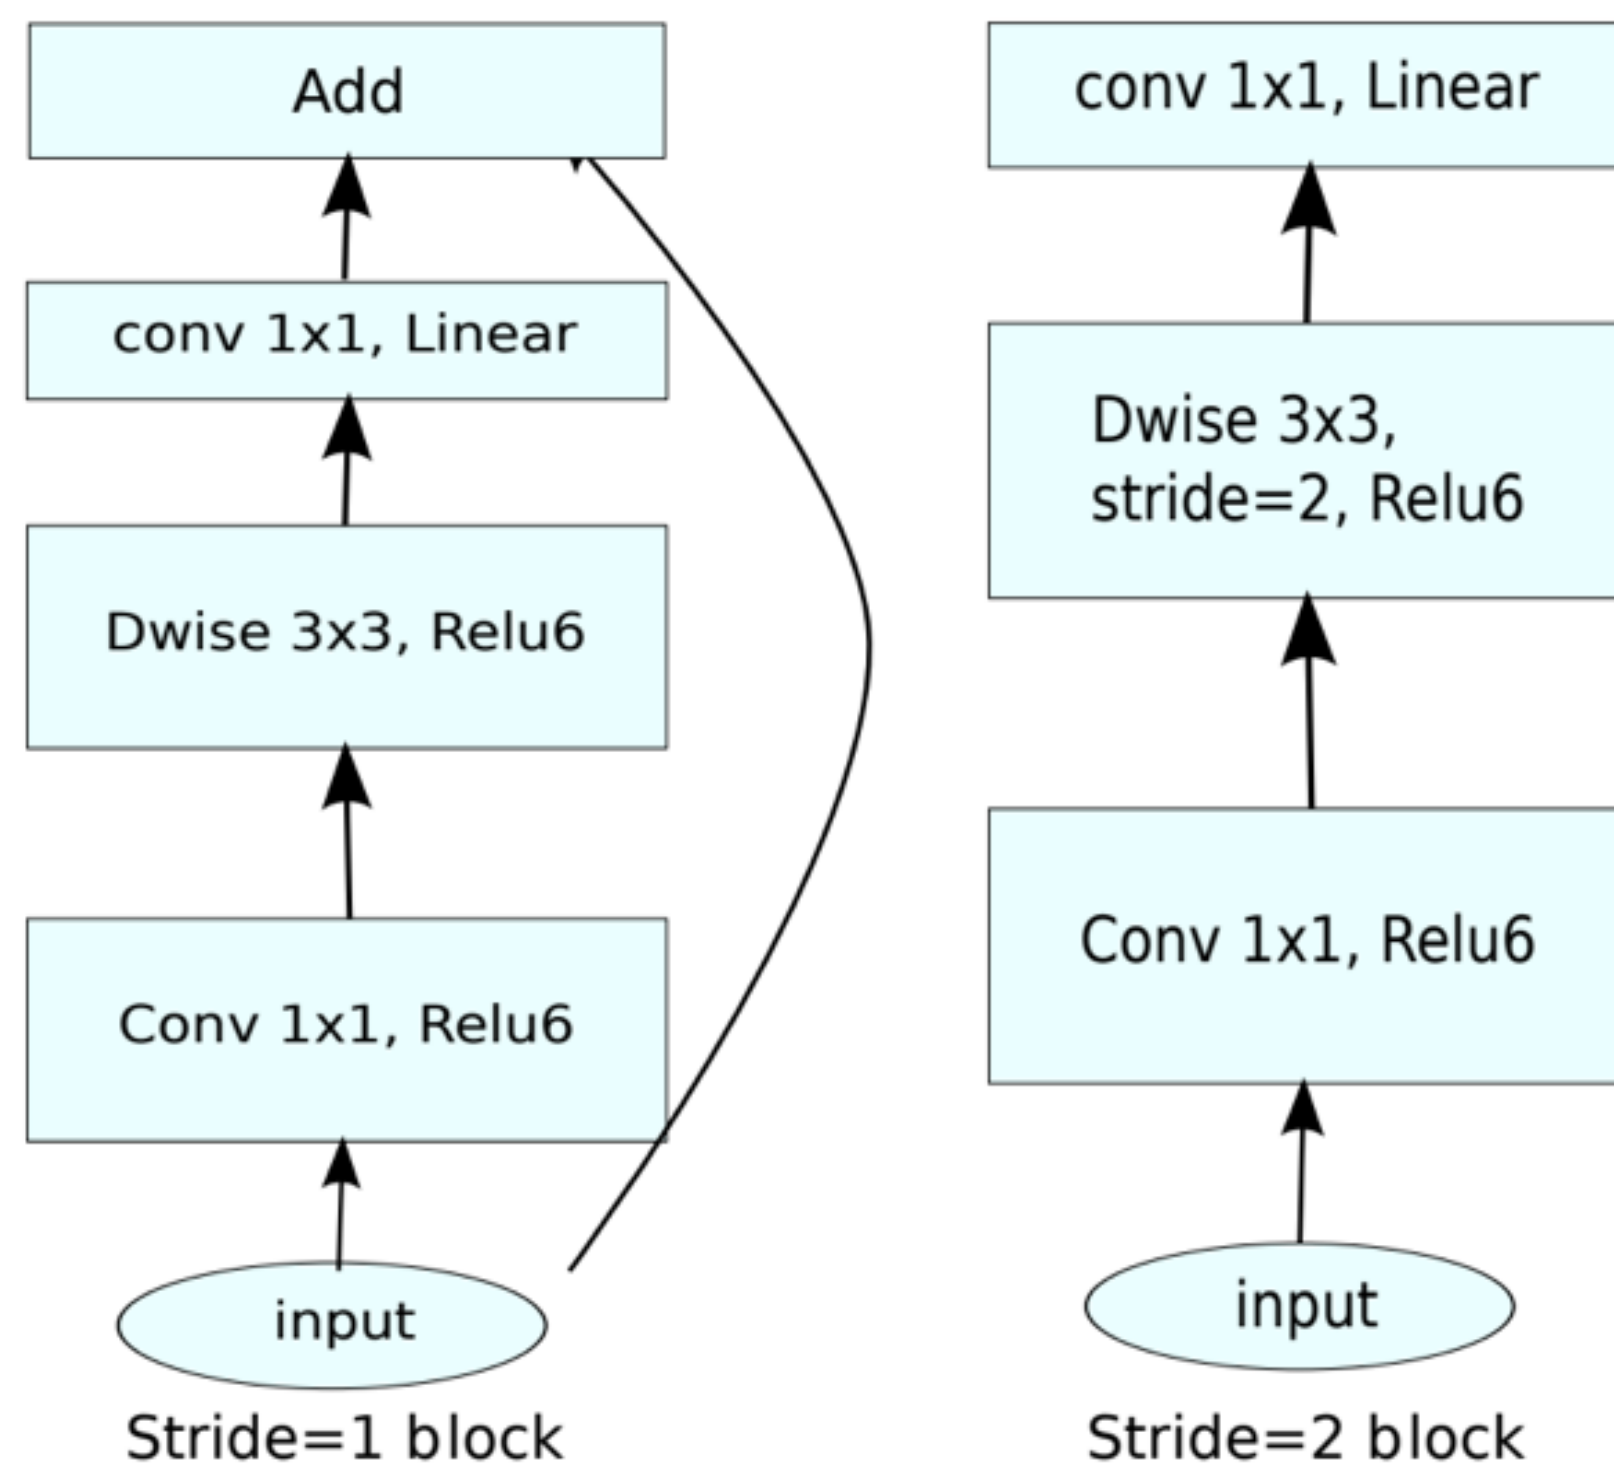 Add
conv 1x1, Linear
Dwise 3x3, Relu6
Conv 1x1, Relu6
input
Stride=1 block
conv 1x1, Linear
Dwise 3x3,
stride=2, Relu6
Conv 1x1, Relu6
input
Stride=2 block